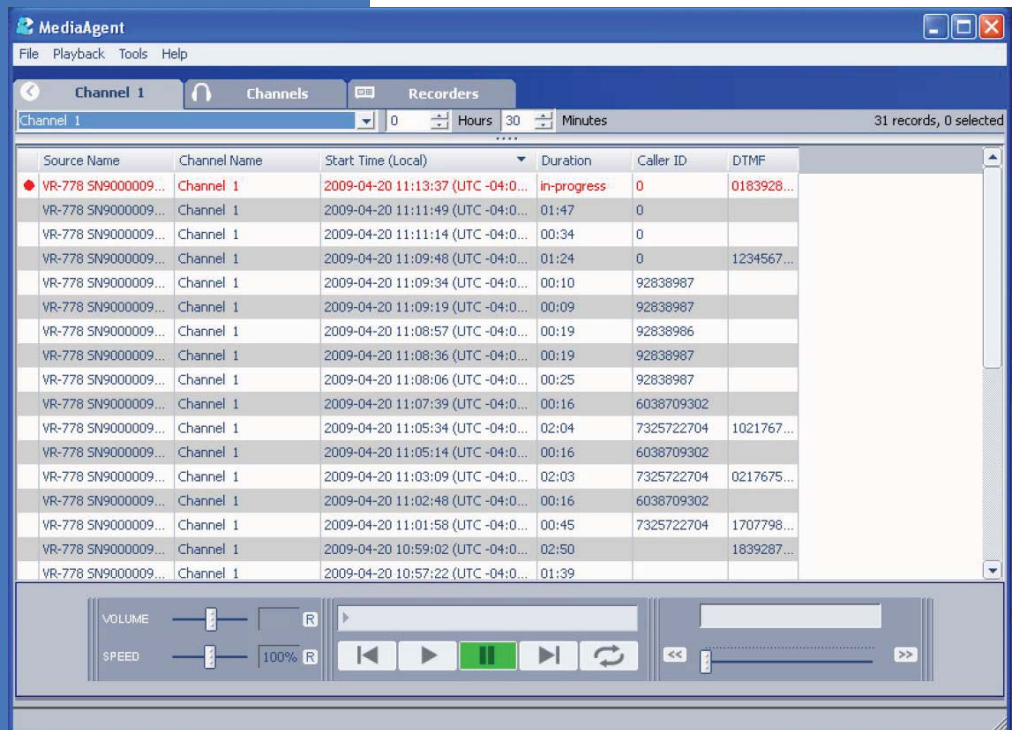 MediaAgent
File Playback Tools Help
Channel 1 Channels Recorders
Channel 1 0 Hours 30 Minutes 31 records, 0 selected
Source Name Channel Name Start Time (Local) Duration Caller ID DTMF
VR-778 SN9000009... Channel 1 2009-04-20 11:13:37 (UTC -04:0... in-progress 0 0183928...
VR-778 SN9000009... Channel 1 2009-04-20 11:11:49 (UTC -04:0... 01:47 0
VR-778 SN9000009... Channel 1 2009-04-20 11:11:14 (UTC -04:0... 00:34 0
VR-778 SN9000009... Channel 1 2009-04-20 11:09:48 (UTC -04:0... 01:24 0 1234567...
VR-778 SN9000009... Channel 1 2009-04-20 11:09:34 (UTC -04:0... 00:10 92838987
VR-778 SN9000009... Channel 1 2009-04-20 11:09:19 (UTC -04:0... 00:09 92838987
VR-778 SN9000009... Channel 1 2009-04-20 11:08:57 (UTC -04:0... 00:19 92838986
VR-778 SN9000009... Channel 1 2009-04-20 11:08:36 (UTC -04:0... 00:19 92838987
VR-778 SN9000009... Channel 1 2009-04-20 11:08:06 (UTC -04:0... 00:25 92838987
VR-778 SN9000009... Channel 1 2009-04-20 11:07:39 (UTC -04:0... 00:16 6038709302
VR-778 SN9000009... Channel 1 2009-04-20 11:05:34 (UTC -04:0... 02:04 7325722704 1021767...
VR-778 SN9000009... Channel 1 2009-04-20 11:05:14 (UTC -04:0... 00:16 6038709302
VR-778 SN9000009... Channel 1 2009-04-20 11:03:09 (UTC -04:0... 02:03 7325722704 0217675...
VR-778 SN9000009... Channel 1 2009-04-20 11:02:48 (UTC -04:0... 00:16 6038709302
VR-778 SN9000009... Channel 1 2009-04-20 11:01:58 (UTC -04:0... 00:45 7325722704 1707798...
VR-778 SN9000009... Channel 1 2009-04-20 10:59:02 (UTC -04:0... 02:50 1839287...
VR-778 SN9000009... Channel 1 2009-04-20 10:57:22 (UTC -04:0... 01:39
VOLUME R
SPEED 100% R << >>